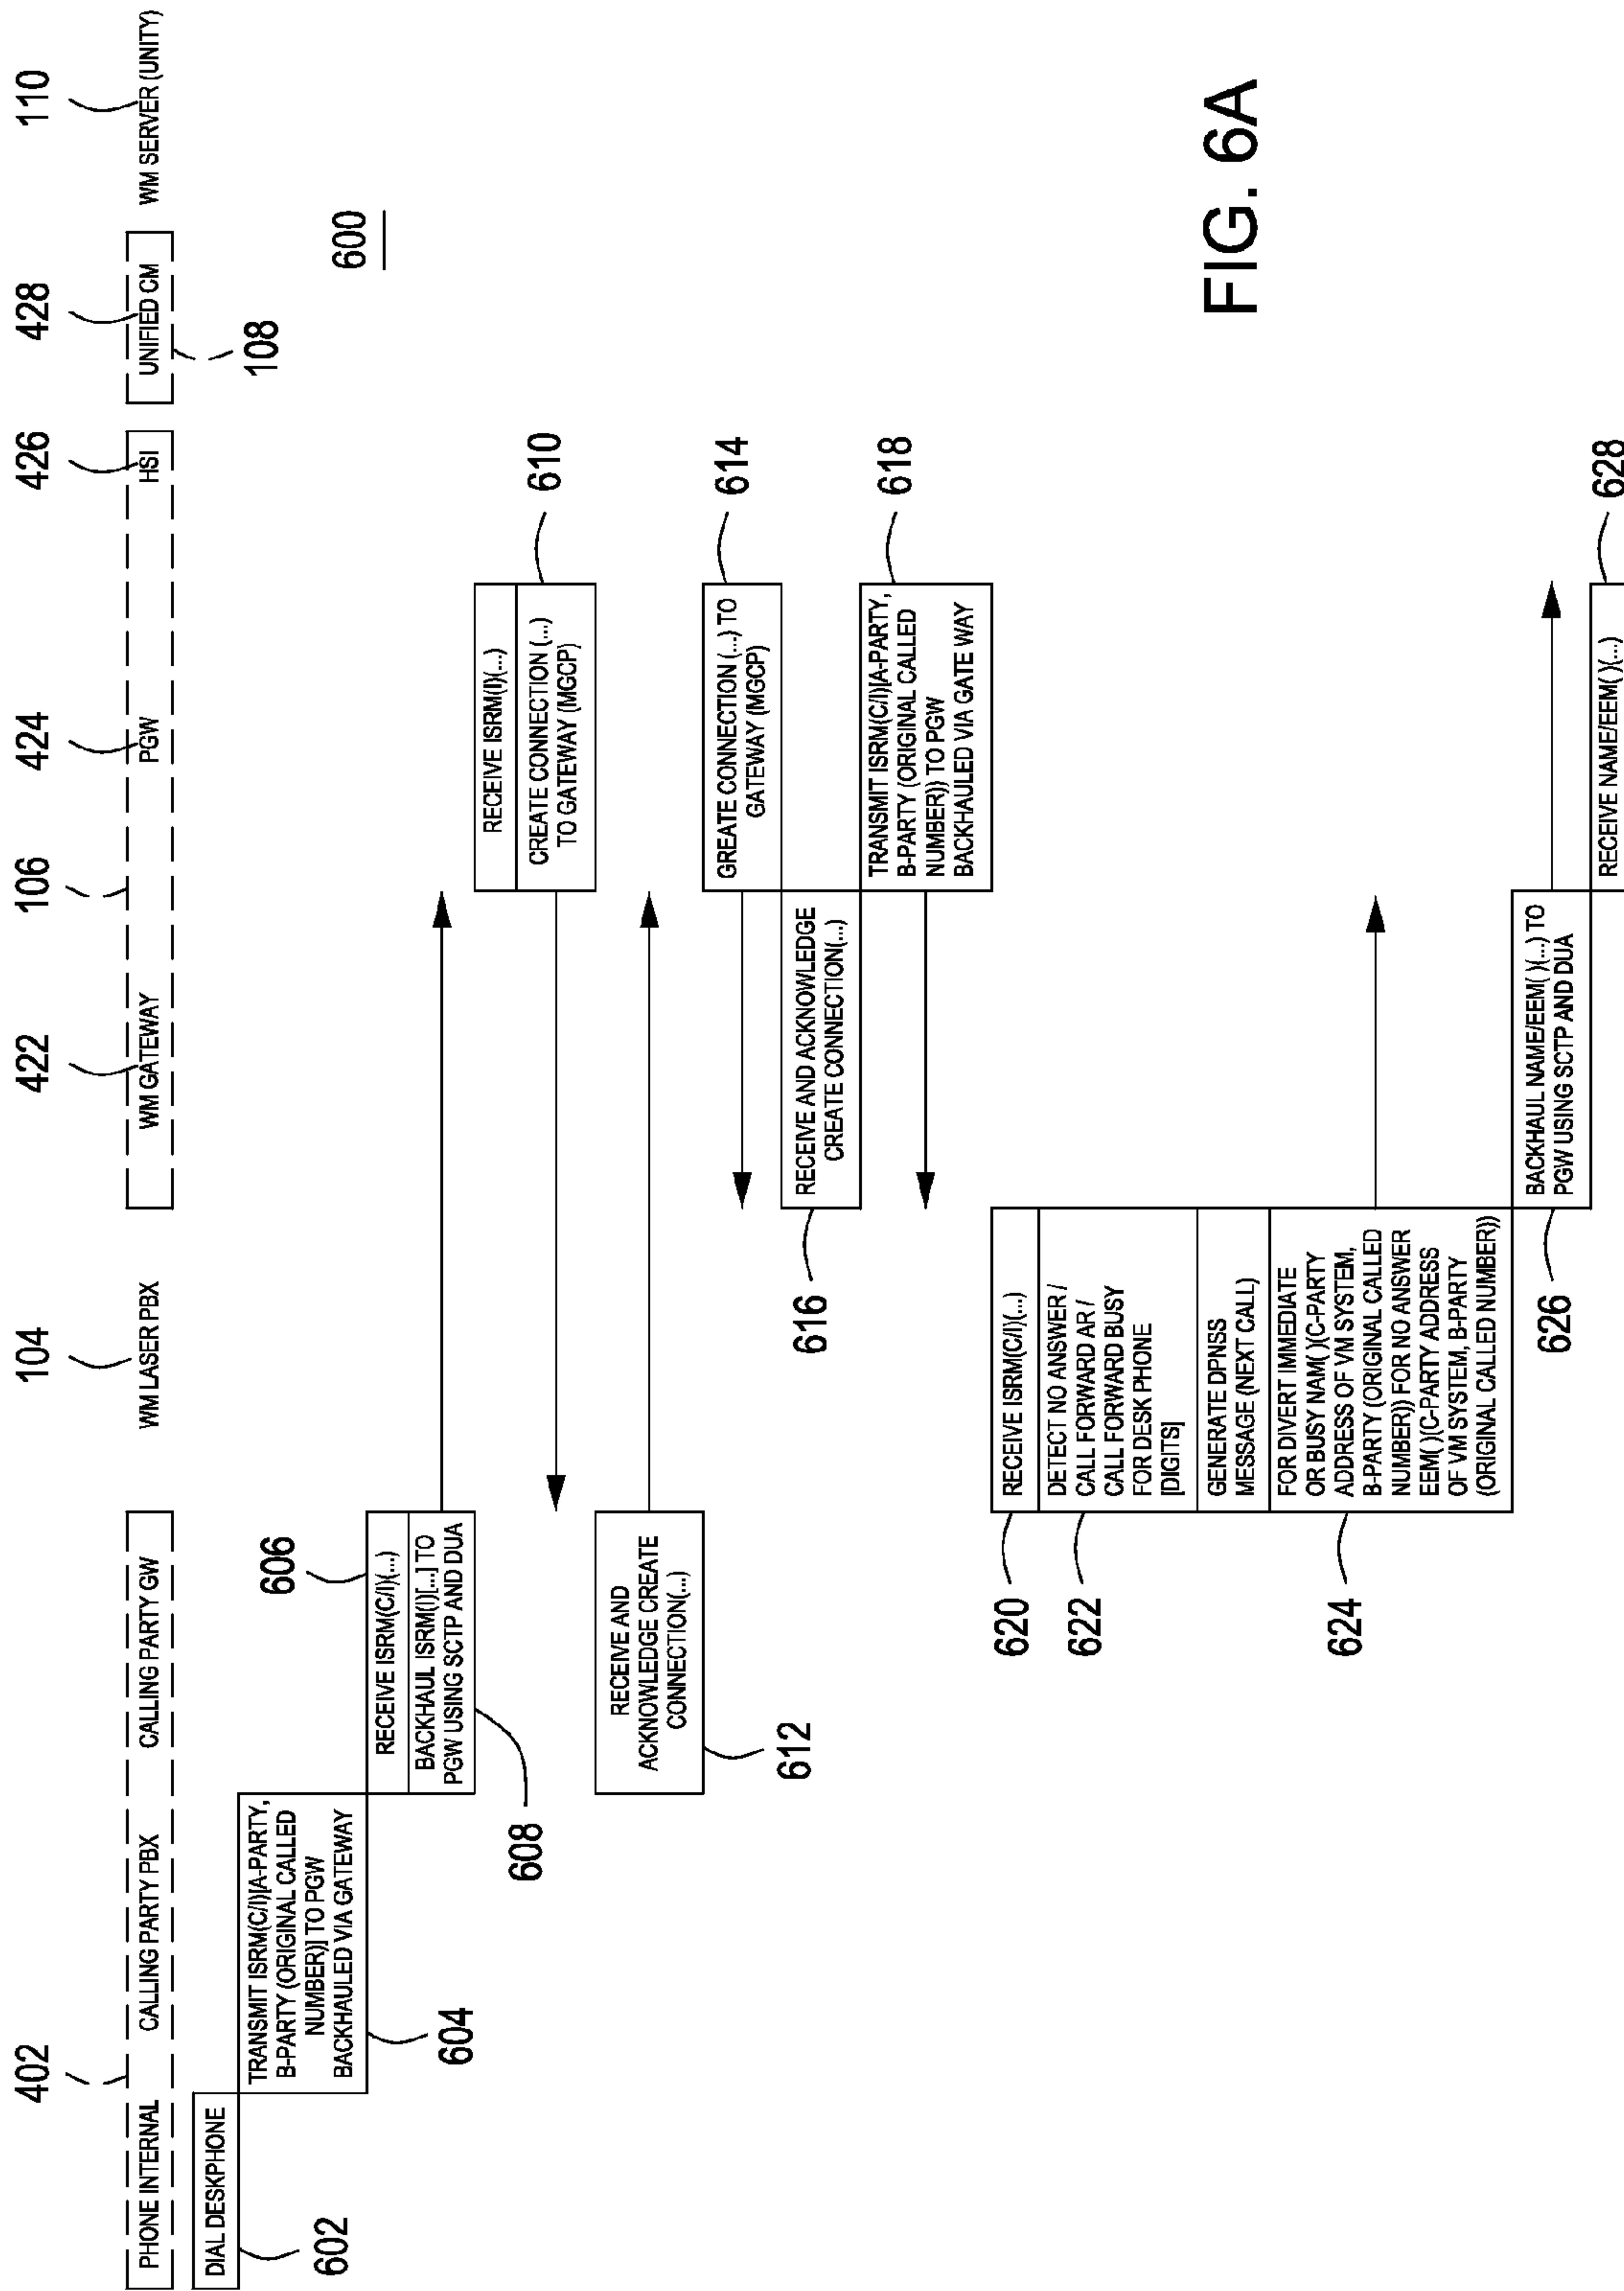 402
104
422
106
424
426
428
110
PHONE INTERNAL
CALLING PARTY PBX
CALLING PARTY GW
WM LASER PBX
WM GATEWAY
PGW
HSI
UNIFIED CM
WM SERVER (UNITY)
108
600
DIAL DESKPHONE
602
TRANSMIT ISRM(C/I)[A-PARTY,
B-PARTY (ORIGINAL CALLED
NUMBER)] TO PGW
BACKHAULED VIA GATEWAY
604
RECEIVE ISRM(C/I)(...)
606
BACKHAUL ISRM(I)[...] TO
PGW USING SCTP AND DUA
608
RECEIVE ISRM(I)(...)
CREATE CONNECTION (...)
TO GATEWAY (MGCP)
610
RECEIVE AND
ACKNOWLEDGE CREATE
CONNECTION(...)
612
GREATE CONNECTION (...) TO
GATEWAY (MGCP)
614
RECEIVE AND ACKNOWLEDGE
CREATE CONNECTION(...)
616
TRANSMIT ISRM(C/I)[A-PARTY,
B-PARTY (ORIGINAL CALLED
NUMBER)} TO PGW
BACKHAULED VIA GATE WAY
618
RECEIVE ISRM(C/I)(...)
620
DETECT NO ANSWER /
CALL FORWARD AR /
CALL FORWARD BUSY
FOR DESK PHONE
[DIGITS]
622
GENERATE DPNSS
MESSAGE (NEXT CALL)
FOR DIVERT IMMEDIATE
OR BUSY NAM( )(C-PARTY
ADDRESS OF VM SYSTEM,
B-PARTY (ORIGINAL CALLED
NUMBER)) FOR NO ANSWER
EEM( )(C-PARTY ADDRESS
OF VM SYSTEM, B-PARTY
(ORIGINAL CALLED NUMBER))
624
BACKHAUL NAME/EEM( )(...) TO
PGW USING SCTP AND DUA
626
RECEIVE NAME/EEM( )(...)
628
FIG. 6A